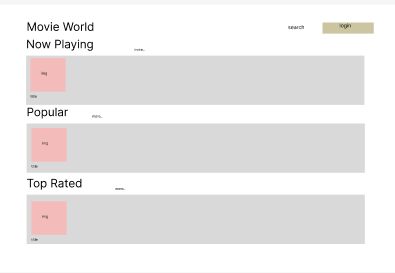 Movie World
search
login
Now Playing
more..
img
title
Popular
more..
img
title
Top Rated
more..
img
title